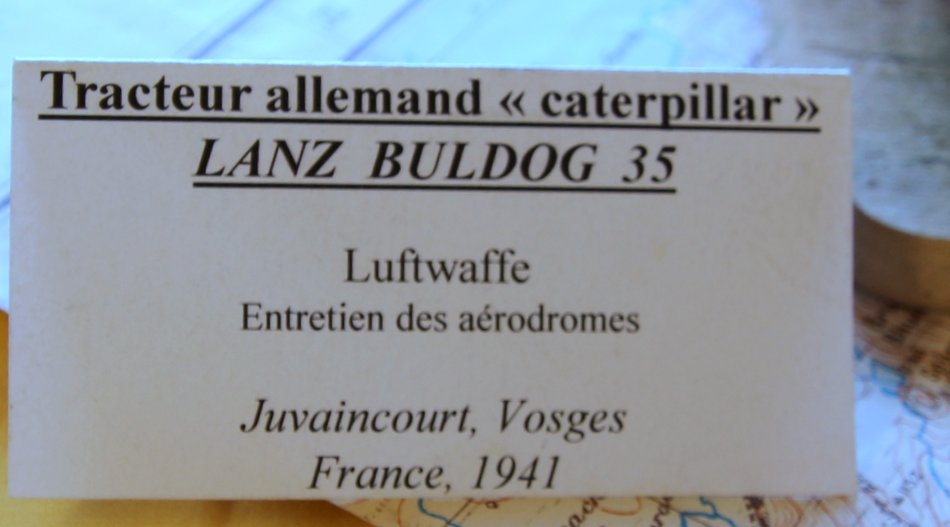 Tracteur allemand « caterpillar »
LANZ BULDOG 35
Luftwaffe
Entretien des aérodromes
Juvaincourt, Vosges
France, 1941